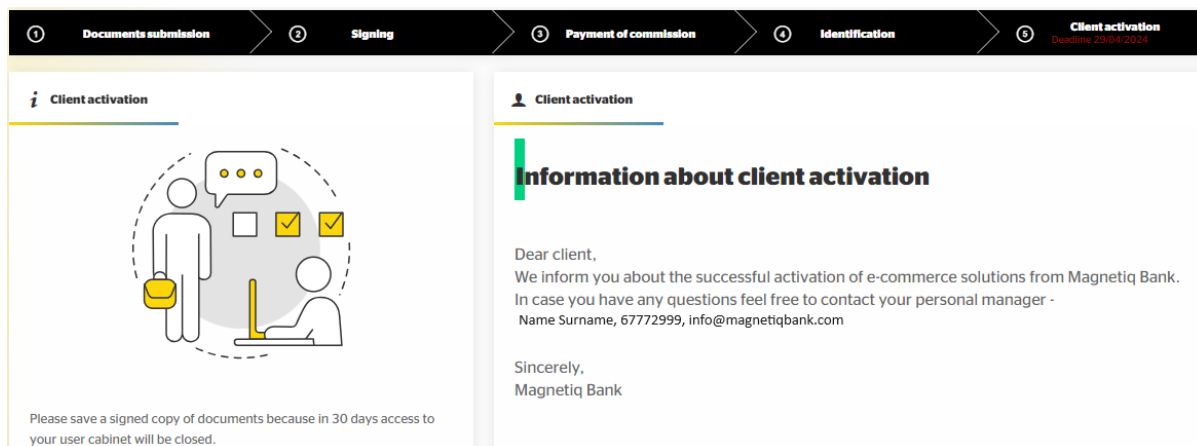 1 Documents submission
2 Signing
3 Payment of commission
4 Identification
5 Client activation
Deadline 29/04/2024
i Client activation
Please save a signed copy of documents because in 30 days access to
your user cabinet will be closed.
Client activation
Information about client activation
Dear client,
We inform you about the successful activation of e-commerce solutions from Magnetiq Bank.
In case you have any questions feel free to contact your personal manager -
Name Surname, 67772999, info@magnetiqbank.com
Sincerely,
Magnetiq Bank